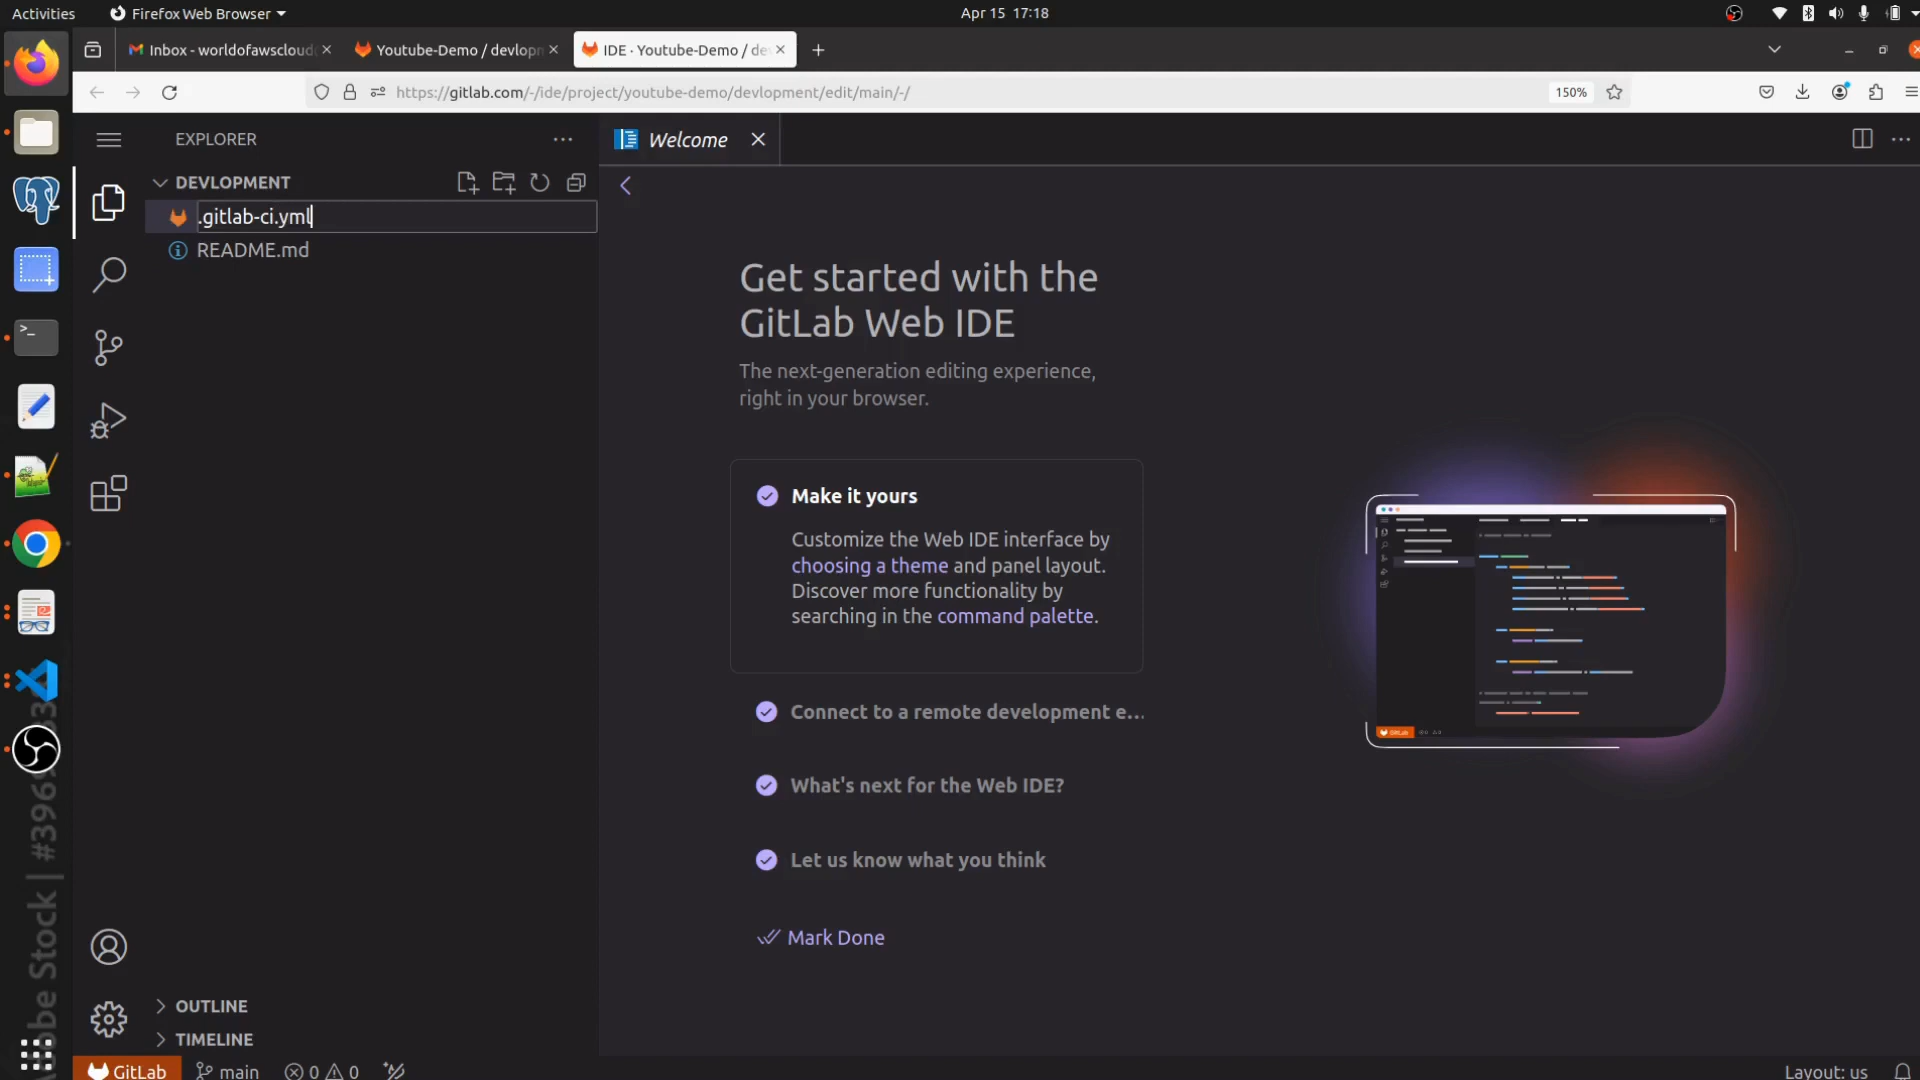 Activities
Firefox Web Browser
Apr 15 17:18
Inbox - worldofawscloud
Youtube-Demo / devlopn
IDE · Youtube-Demo / de
https://gitlab.com/-/ide/project/youtube-demo/devlopment/edit/main/-/
150%
EXPLORER
Welcome
DEVLOPMENT
.gitlab-ci.yml
README.md
Get started with the
GitLab Web IDE
The next-generation editing experience,
right in your browser.
Make it yours
Customize the Web IDE interface by
choosing a theme and panel layout.
Discover more functionality by
searching in the command palette.
Connect to a remote development e...
What's next for the Web IDE?
Let us know what you think
Mark Done
OUTLINE
TIMELINE
GitLab
main
0
0
Layout: us
GitLab